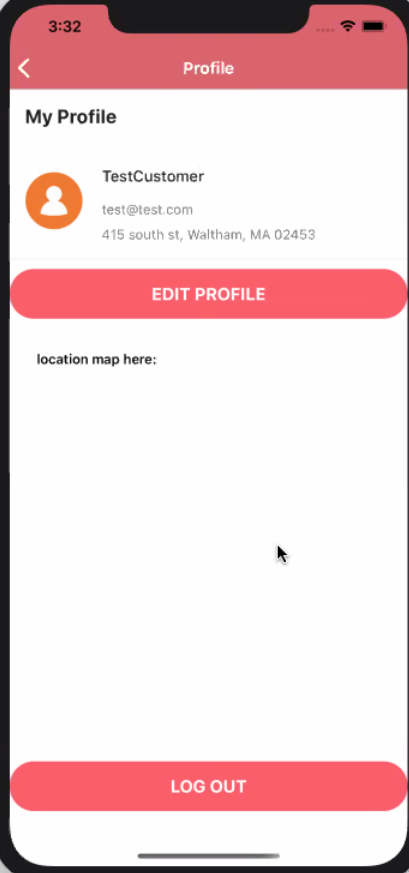 3:32
Profile
My Profile
TestCustomer
test@test.com
415 south st, Waltham, MA 02453
EDIT PROFILE
location map here:
LOG OUT